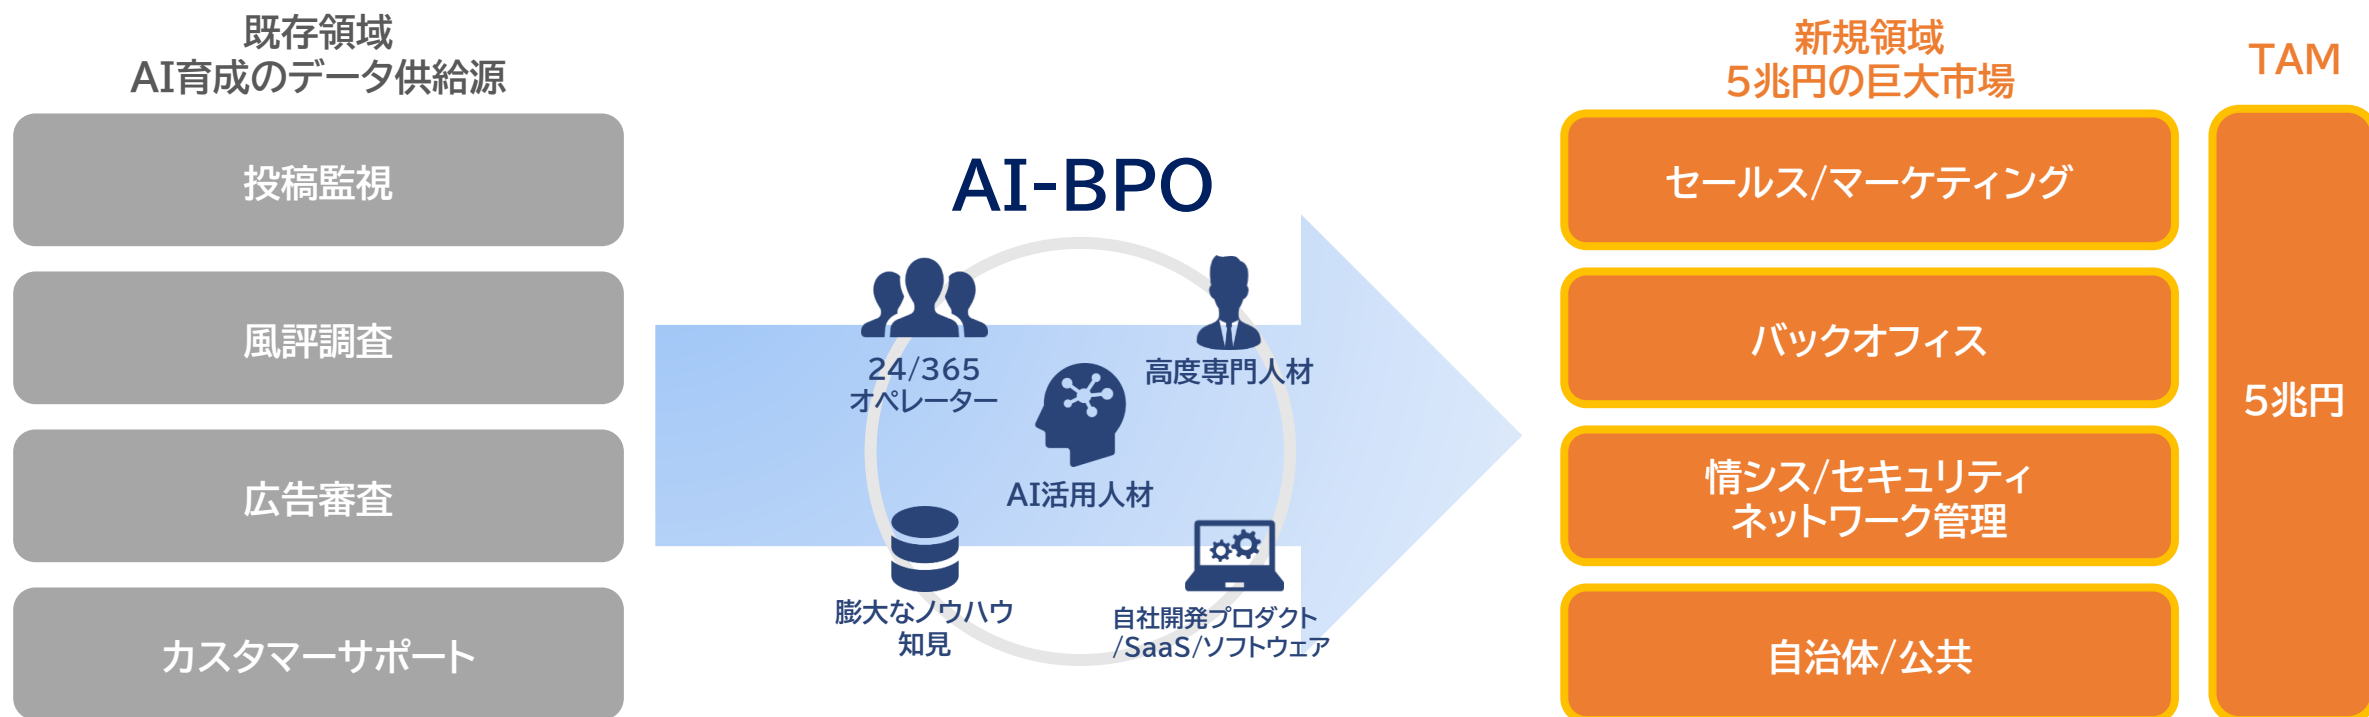 既存領域
AI育成のデータ供給源
投稿監視
風評調査
広告審査
カスタマーサポート
AI-BPO
24/365
オペレーター
高度専門人材
AI活用人材
膨大なノウハウ
知見
自社開発プロダクト
/SaaS/ソフトウェア
新規領域
5兆円の巨大市場
セールス/マーケティング
バックオフィス
情シス/セキュリティ
ネットワーク管理
自治体/公共
TAM
5兆円